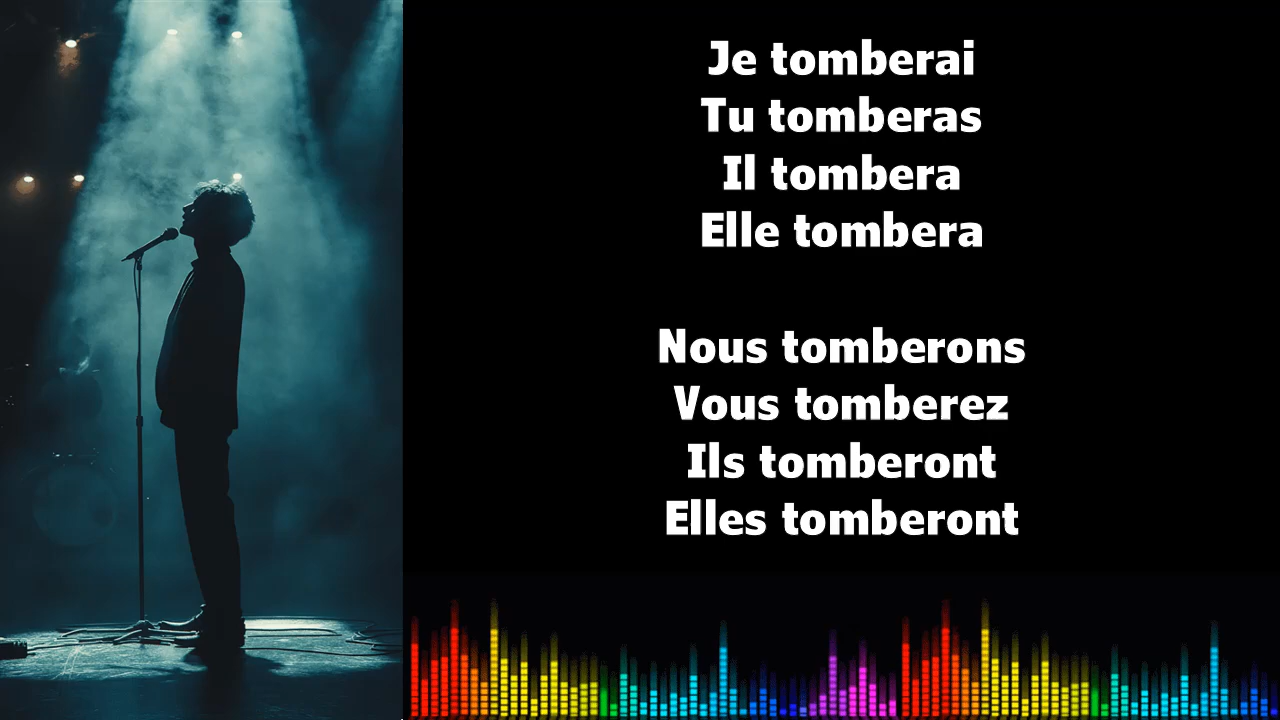 Je tomberai
Tu tomberas
Il tombera
Elle tombera
Nous tomberons
Vous tomberez
Ils tomberont
Elles tomberont